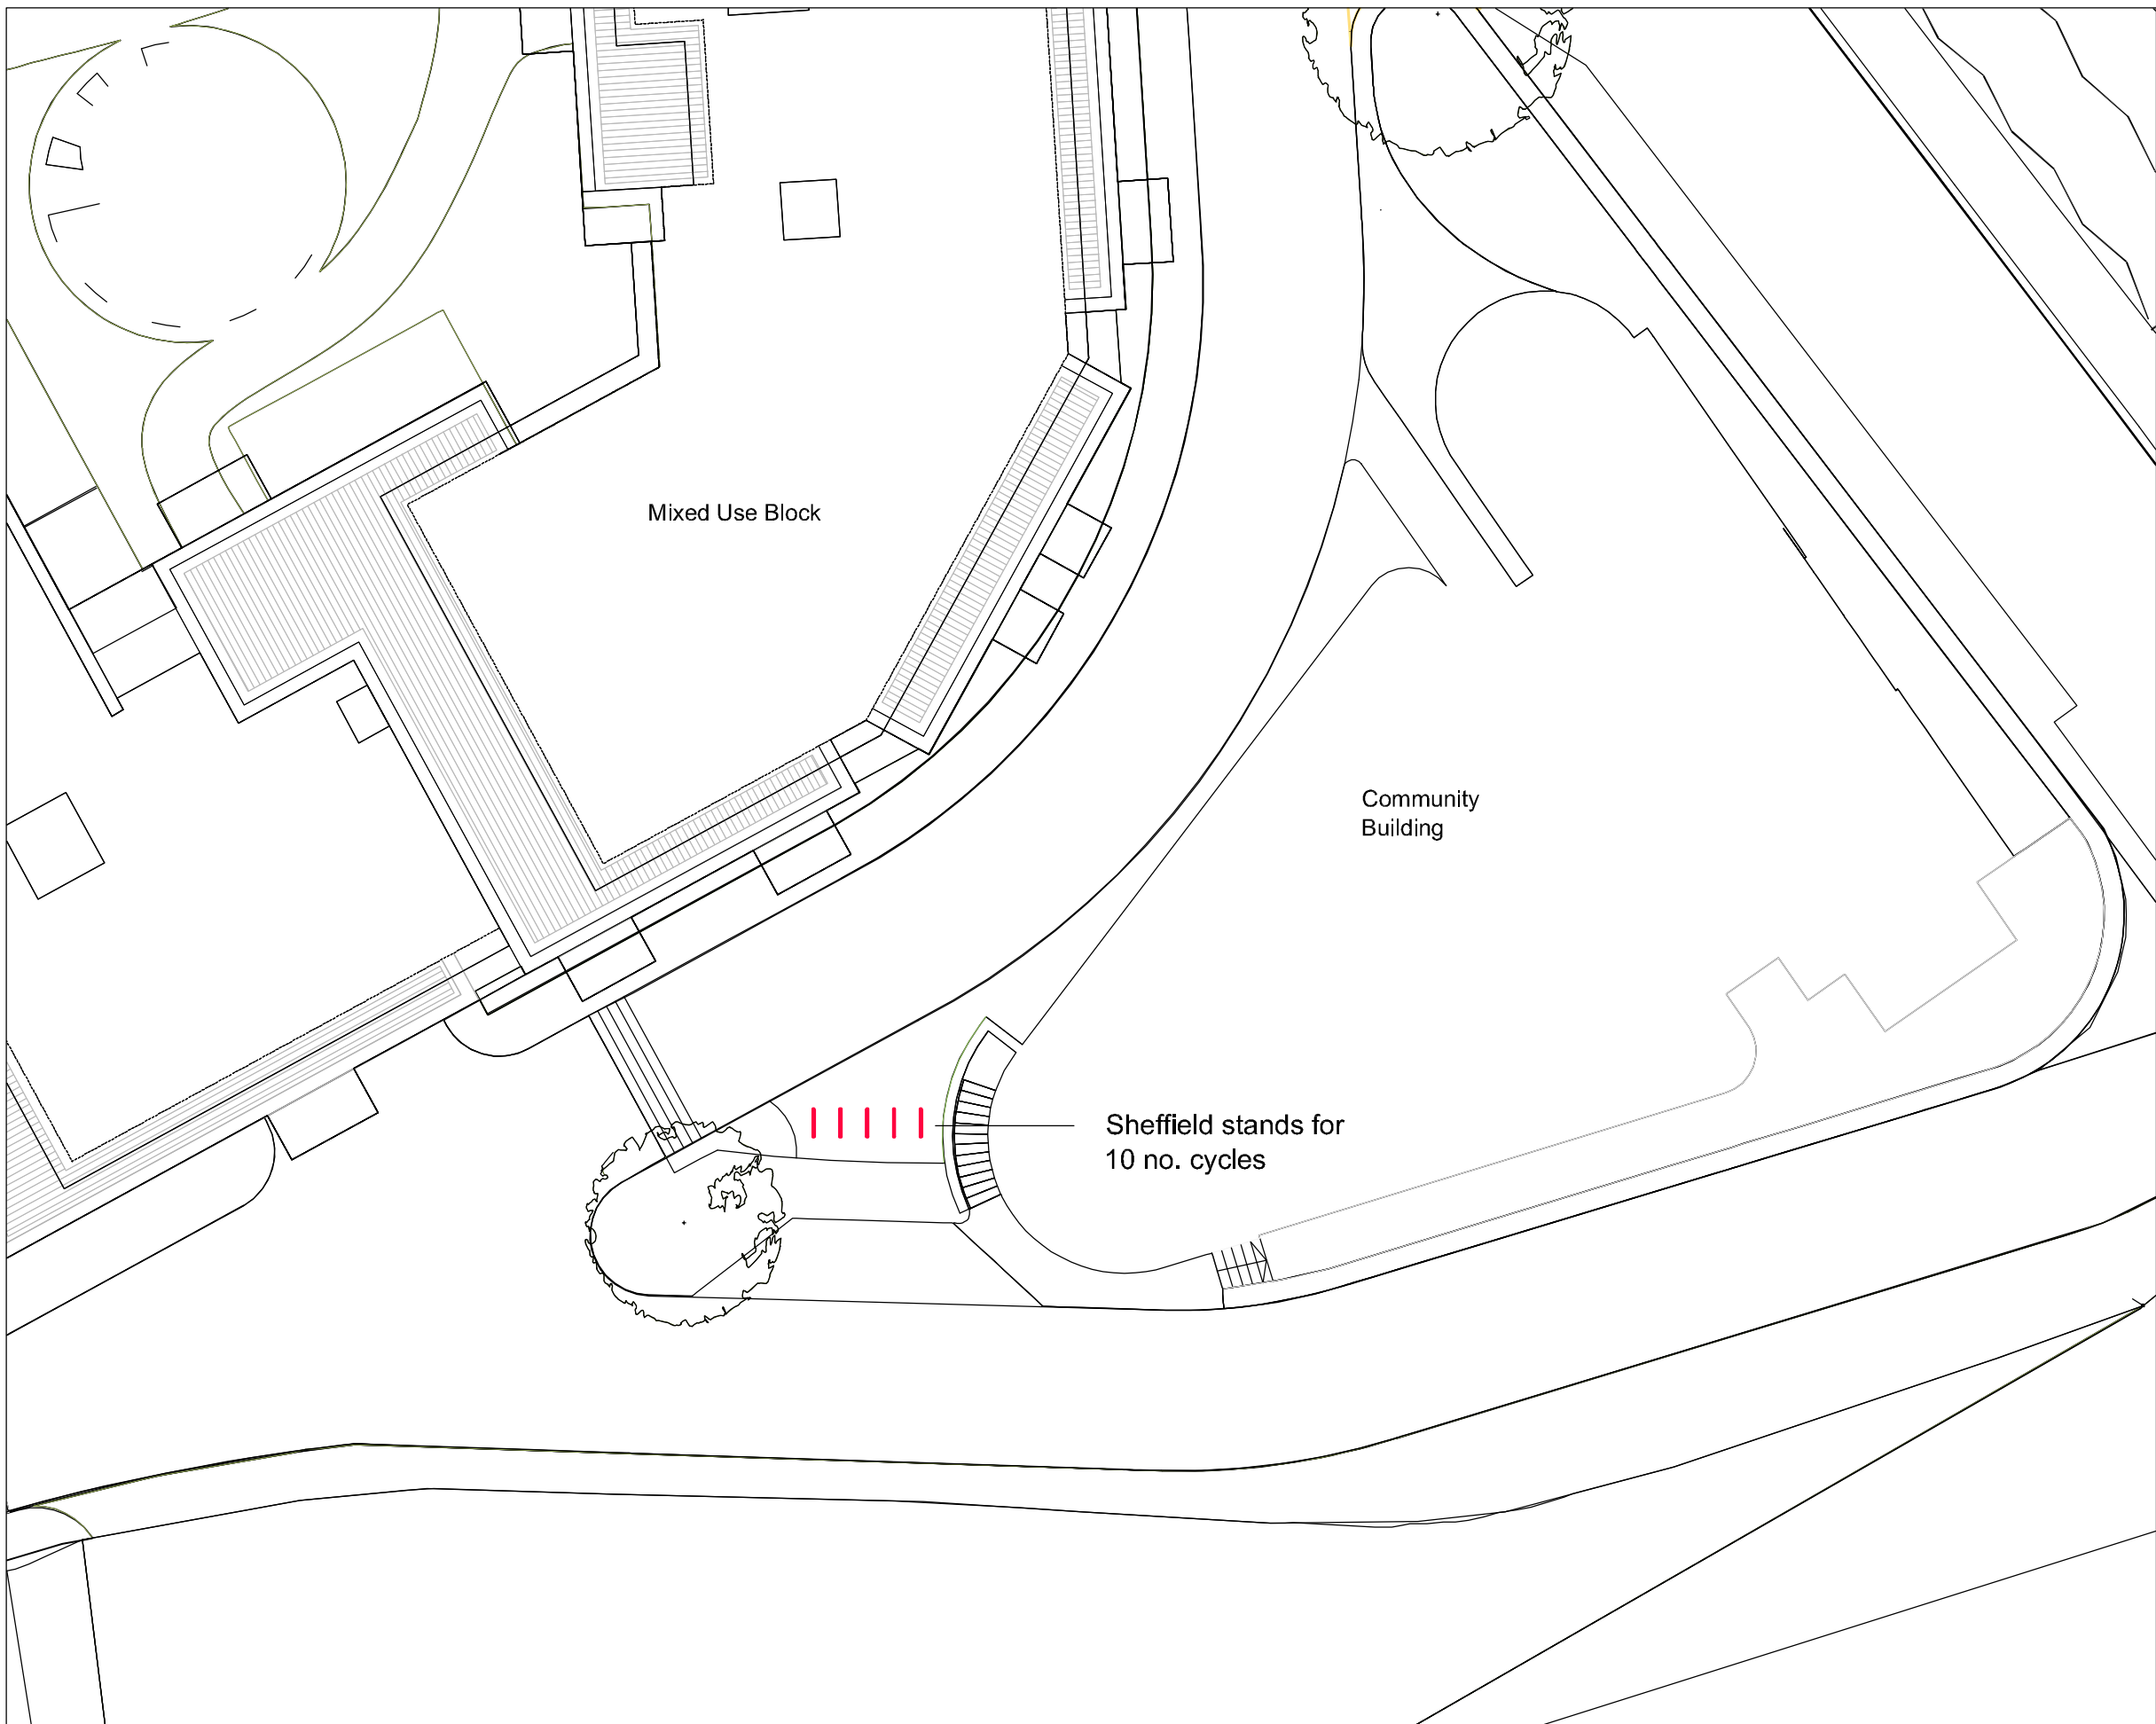 Mixed Use Block
Community
Building
Sheffield stands for
10 no. cycles